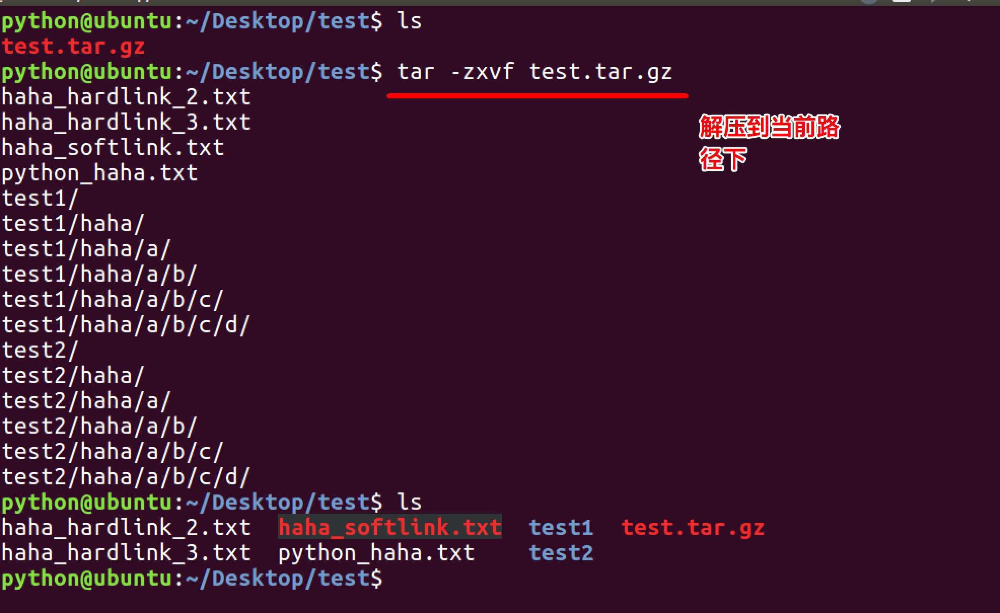 python@ubuntu:~/Desktop/test$ ls
test.tar.gz
python@ubuntu:~/Desktop/test$ tar -zxvf test.tar.gz
haha_hardlink_2.txt
haha_hardlink_3.txt
解压到当前路
haha_softlink.txt
径下
python_haha.txt
test1/
test1/haha/
test1/haha/a/
test1/haha/a/b/
test1/haha/a/b/c/
test1/haha/a/b/c/d/
test2/
test2/haha/
test2/haha/a/
test2/haha/a/b/
test2/haha/a/b/c/
test2/haha/a/b/c/d/
python@ubuntu:~/Desktop/test$ ls
haha_hardlink_2.txt  haha_softlink.txt  test1  test.tar.gz
haha_hardlink_3.txt  python_haha.txt    test2
python@ubuntu:~/Desktop/test$